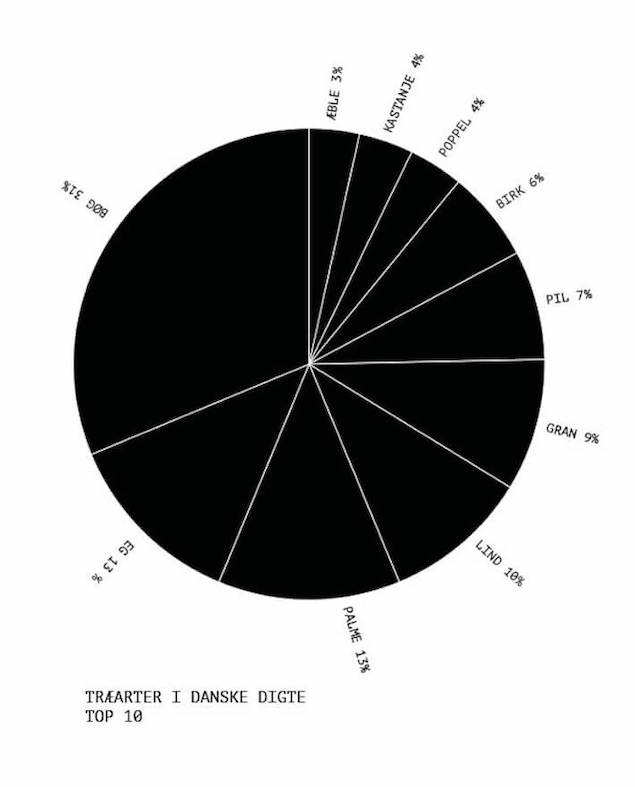 ÆBLE 3%
KASTANJE 4%
POPPEL 4%
BIRK 6%
PIL 7%
GRAN 9%
LIND 10%
PALME 13%
EG 13 %
BØG 31%
TRÆARTER I DANSKE DIGTE
TOP 10